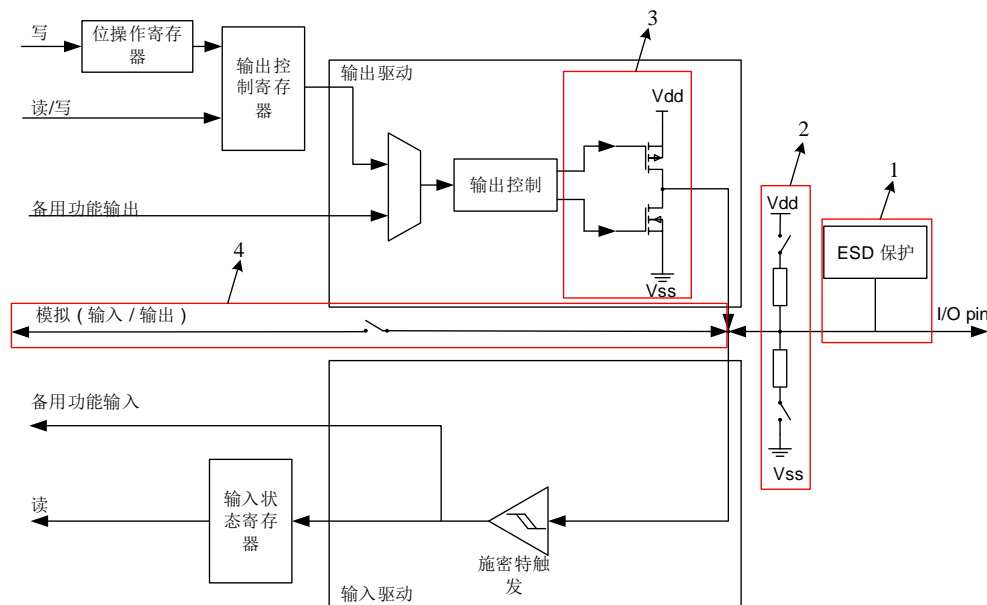 写
位操作寄存
器
读/写
输出控
制寄存
器
备用功能输出
输出驱动
输出控制
3
Vdd
Vss
2
Vdd
Vss
1
ESD 保护
I/O pin
4
模拟 ( 输入 / 输出 )
备用功能输入
读
输入状
态寄存
器
施密特触
发
输入驱动